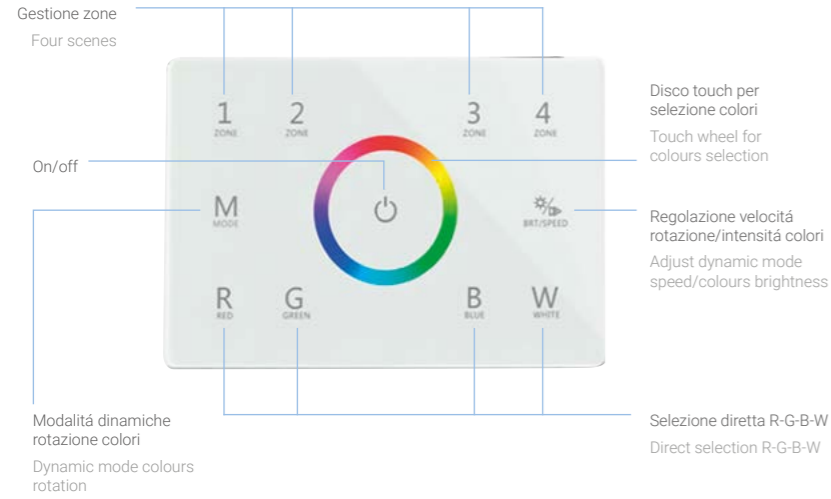 Gestione zone
Four scenes
1
ZONE
2
ZONE
3
ZONE
4
ZONE
Disco touch per
selezione colori
Touch wheel for
colours selection
On/off
M
MODE
BRT/SPEED
Regolazione velocitá
rotazione/intensitá colori
Adjust dynamic mode
speed/colours brightness
R
RED
G
GREEN
B
BLUE
W
WHITE
Modalitá dinamiche
rotazione colori
Dynamic mode colours
rotation
Selezione diretta R-G-B-W
Direct selection R-G-B-W